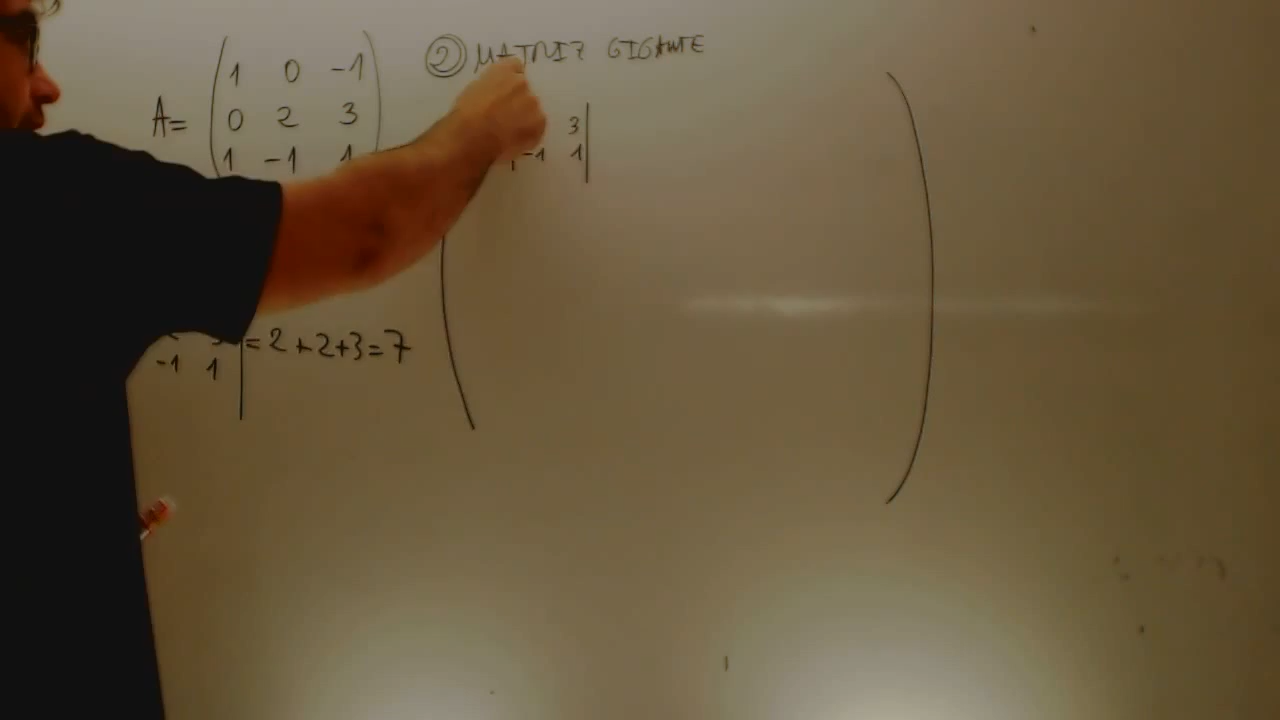 ② MATRIZ GIGANTE
A= ( 1 0 -1 )
0 2 3
1 -1 1
3
-1 1
= 2 + 2 + 3 = 7
-1 1